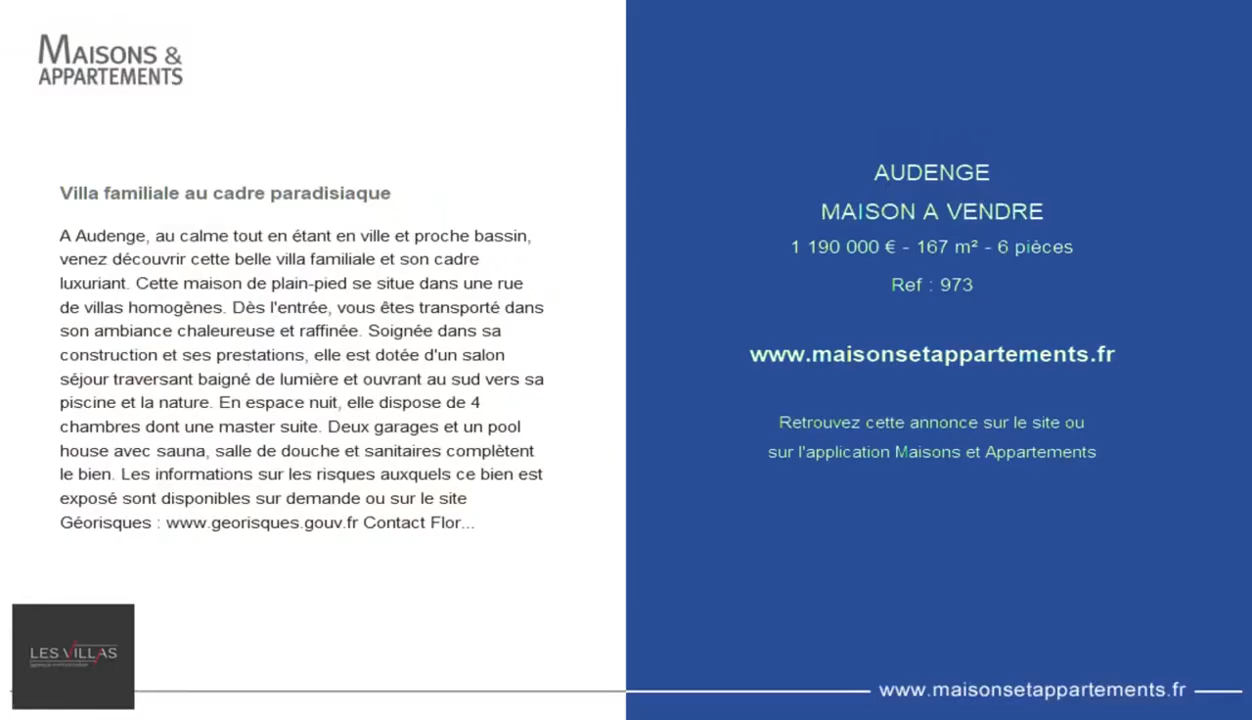 MAISONS &
APPARTEMENTS
Villa familiale au cadre paradisiaque
A Audenge, au calme tout en étant en ville et proche bassin,
venez découvrir cette belle villa familiale et son cadre
luxuriant. Cette maison de plain-pied se situe dans une rue
de villas homogènes. Dès l'entrée, vous êtes transporté dans
son ambiance chaleureuse et raffinée. Soignée dans sa
construction et ses prestations, elle est dotée d'un salon
séjour traversant baigné de lumière et ouvrant au sud vers sa
piscine et la nature. En espace nuit, elle dispose de 4
chambres dont une master suite. Deux garages et un pool
house avec sauna, salle de douche et sanitaires complètent
le bien. Les informations sur les risques auxquels ce bien est
exposé sont disponibles sur demande ou sur le site
Géorisques : www.georisques.gouv.fr Contact Flor...
LES VILLAS
AUDENGE
MAISON A VENDRE
1 190 000 € - 167 m² - 6 pièces
Ref : 973
www.maisonsetappartements.fr
Retrouvez cette annonce sur le site ou
sur l'application Maisons et Appartements
www.maisonsetappartements.fr